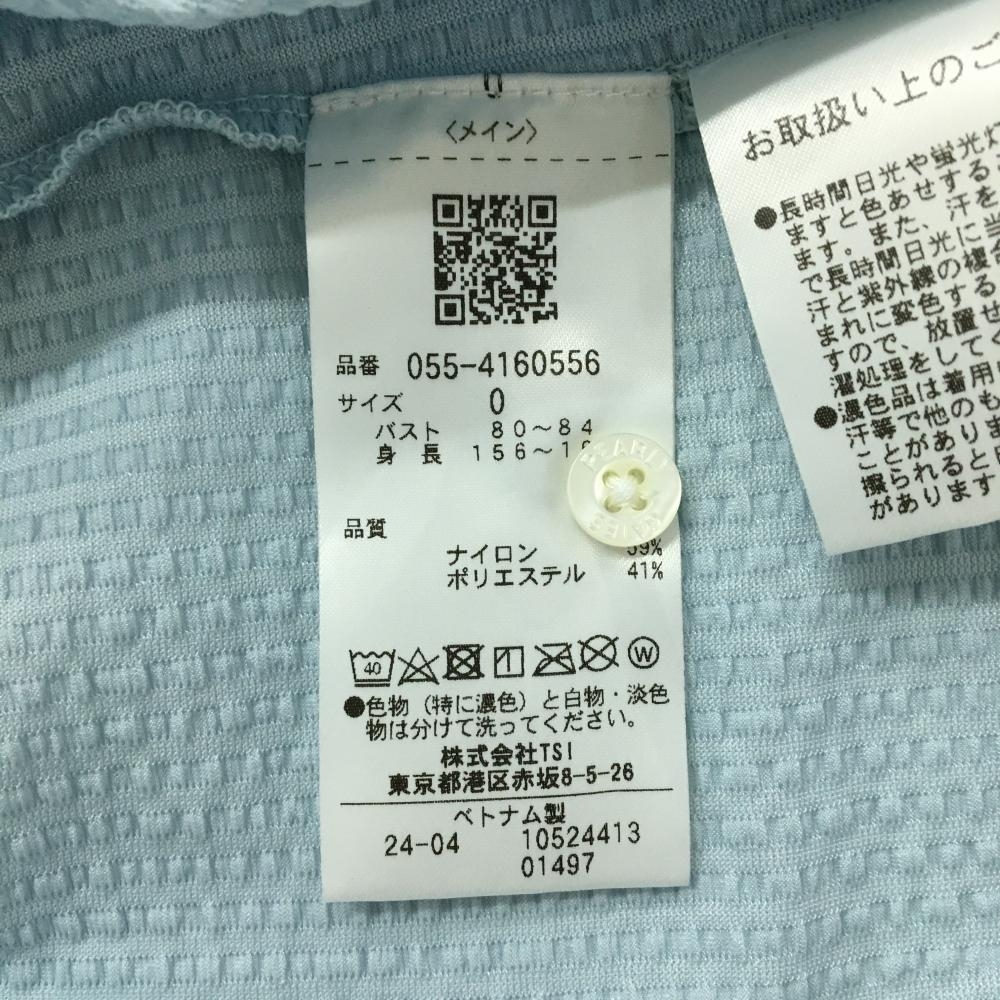 〈メイン〉
品番 055-4160556
サイズ 0
バスト 80～84
身長 156～1
品質
ナイロン 59%
ポリエステル 41%
40
W
●色物（特に濃色）と白物・淡色
物は分けて洗ってください。
株式会社TSI
東京都港区赤坂8-5-26
ベトナム製
24-04 10524413
01497
PEARLY
GATES
お取扱い上のご
●長時間日光や蛍光灯
ますと色あせする
ます。また、汗を
で長時間日光に当
汗と紫外線の複合
まれに変色する
すので、放置せ
濯処理をしてく
●濃色品は着用
汗等で他のも
ことがありま
擦られると
があります